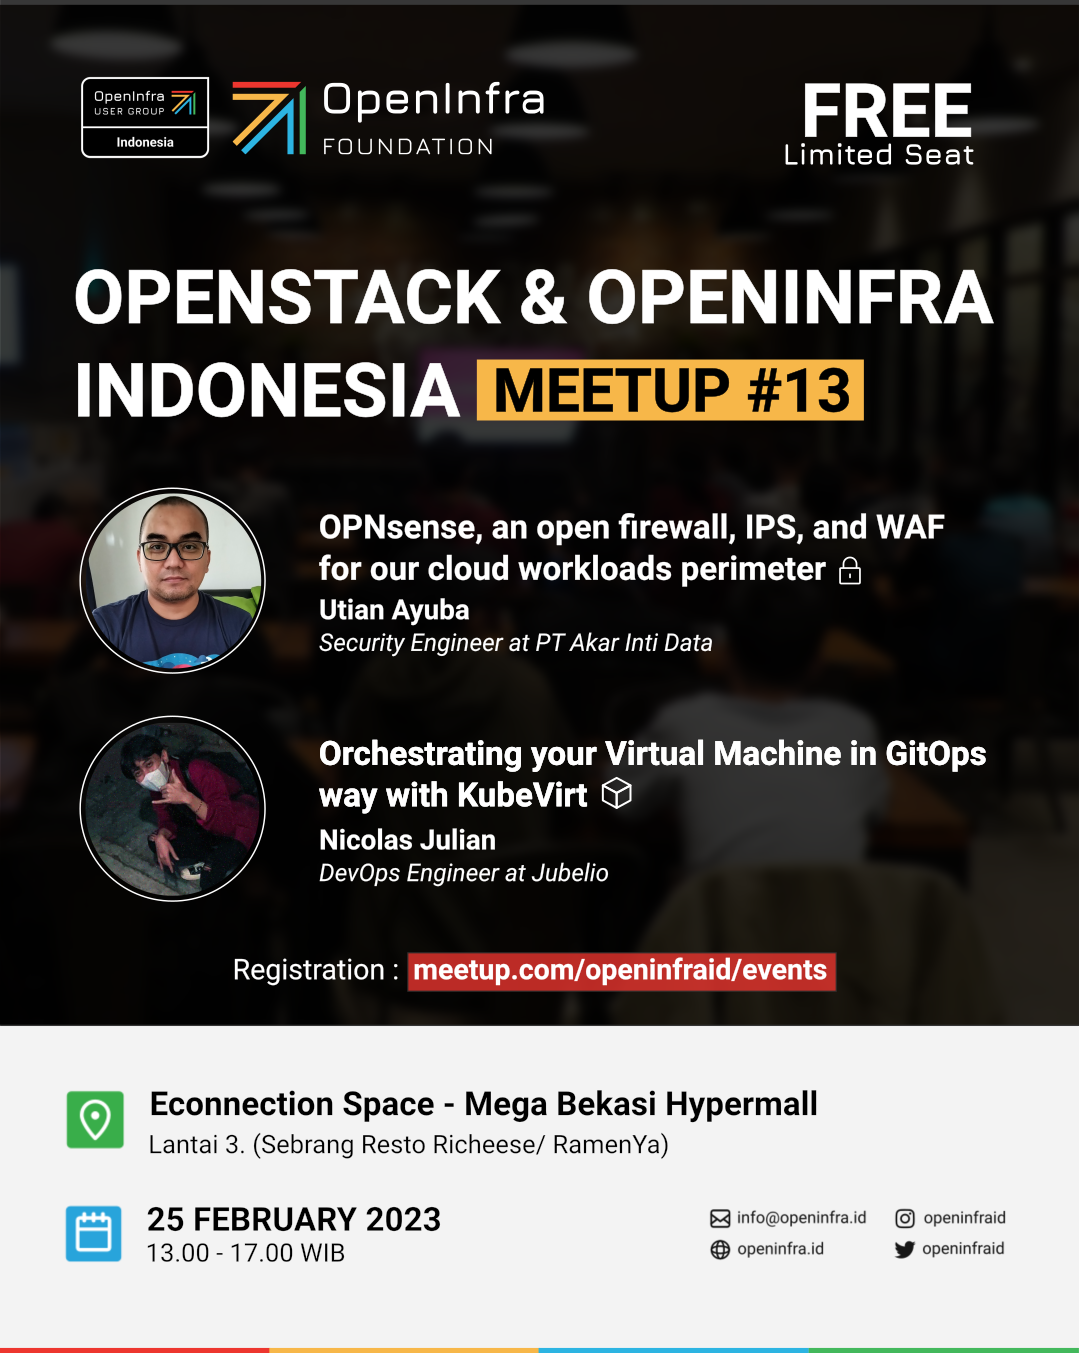 OpenInfra
USER GROUP
Indonesia
OpenInfra
FOUNDATION
FREE
Limited Seat
OPENSTACK & OPENINFRA
INDONESIA MEETUP #13
OPNsense, an open firewall, IPS, and WAF
for our cloud workloads perimeter
Utian Ayuba
Security Engineer at PT Akar Inti Data
Orchestrating your Virtual Machine in GitOps
way with KubeVirt
Nicolas Julian
DevOps Engineer at Jubelio
Registration : meetup.com/openinfraid/events
Econnection Space - Mega Bekasi Hypermall
Lantai 3. (Sebrang Resto Richeese/ RamenYa)
25 FEBRUARY 2023
13.00 - 17.00 WIB
info@openinfra.id
openinfraid
openinfra.id
openinfraid